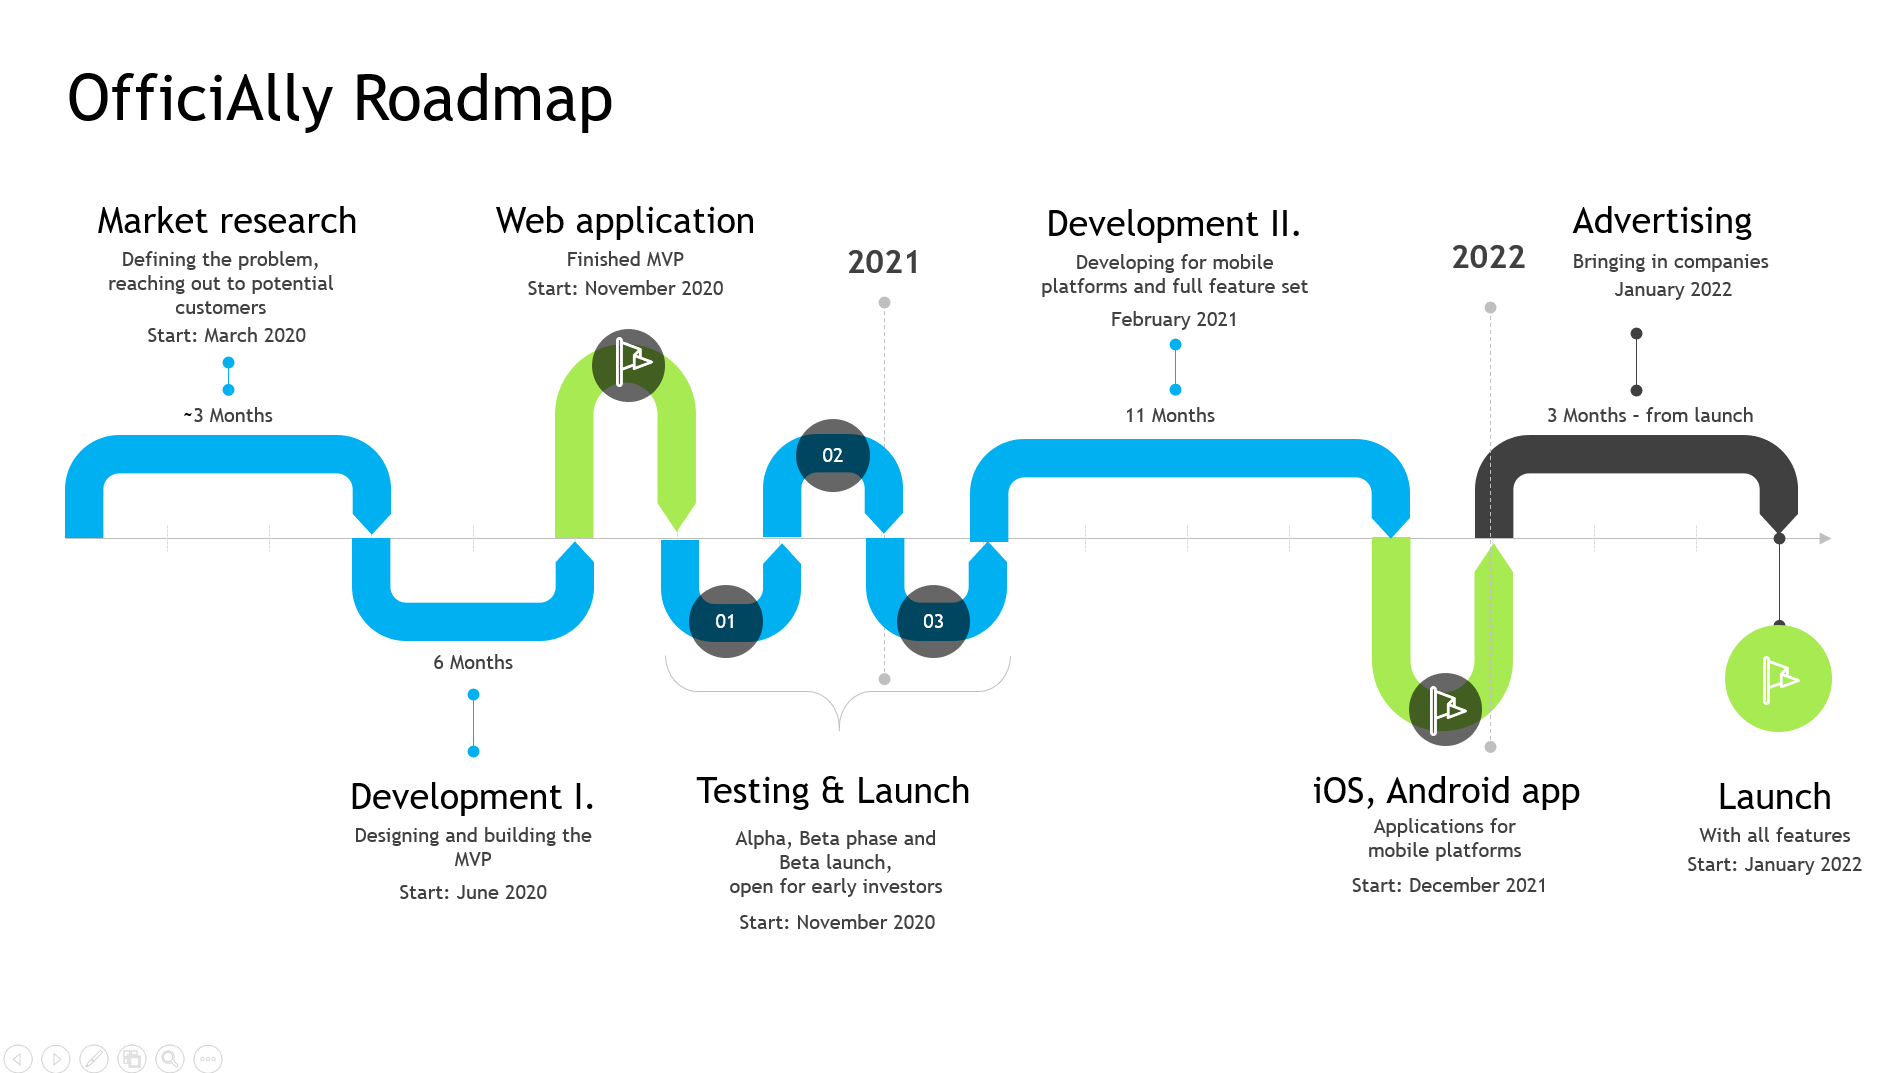 OfficiAlly Roadmap
Market research
Defining the problem,
reaching out to potential
customers
Start: March 2020
~3 Months
Web application
Finished MVP
Start: November 2020
2021
Development II.
Developing for mobile
platforms and full feature set
February 2021
11 Months
2022
Advertising
Bringing in companies
January 2022
3 Months – from launch
02
01
03
6 Months
Development I.
Designing and building the
MVP
Start: June 2020
Testing & Launch
Alpha, Beta phase and
Beta launch,
open for early investors
Start: November 2020
iOS, Android app
Applications for
mobile platforms
Start: December 2021
Launch
With all features
Start: January 2022